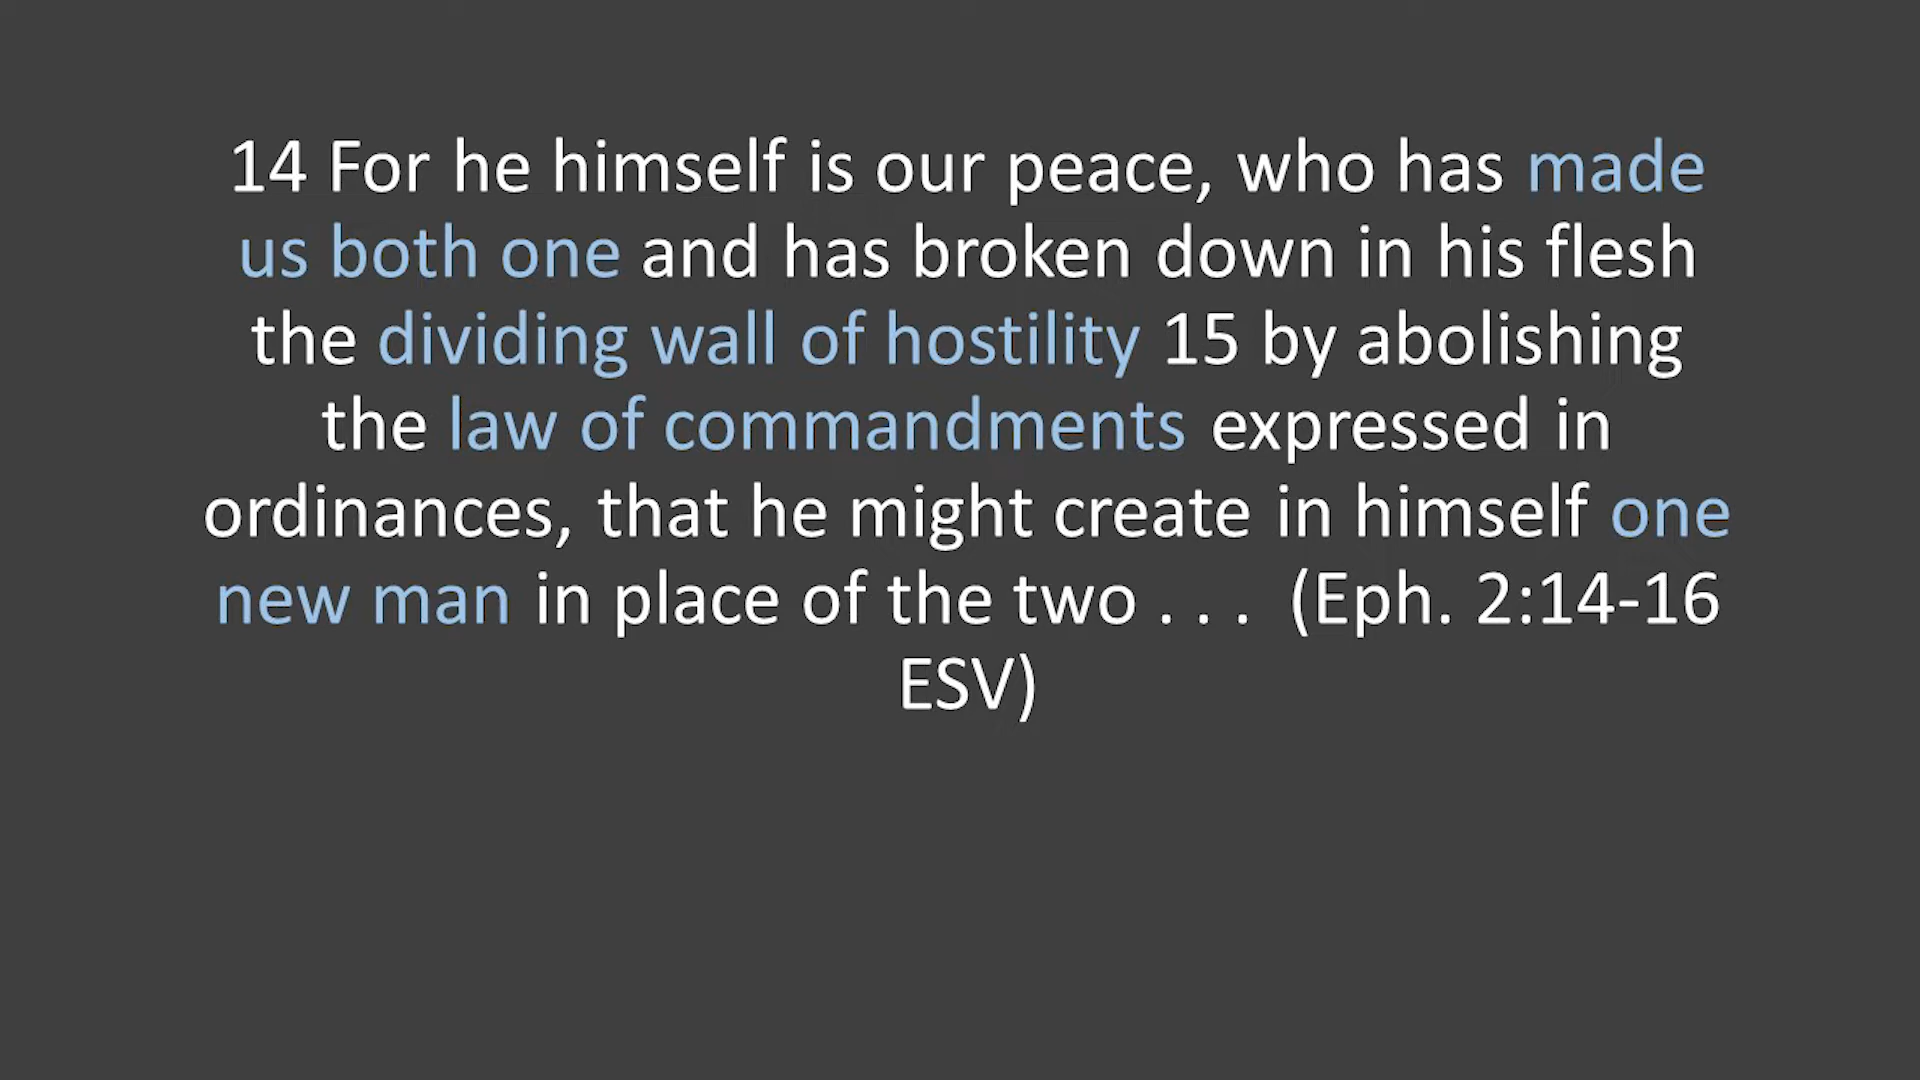 14 For he himself is our peace, who has made
us both one and has broken down in his flesh
the dividing wall of hostility 15 by abolishing
the law of commandments expressed in
ordinances, that he might create in himself one
new man in place of the two . . .  (Eph. 2:14-16
ESV)